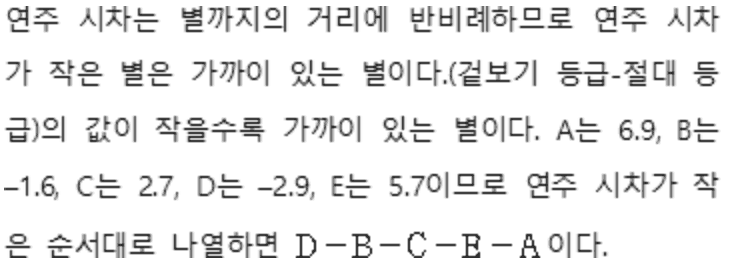 연주 시차는 별까지의 거리에 반비례하므로 연주 시차
가 작은 별은 가까이 있는 별이다.(겉보기 등급-절대 등
급)의 값이 작을수록 가까이 있는 별이다. A는 6.9, B는
–1.6, C는 2.7, D는 –2.9, E는 5.7이므로 연주 시차가 작
은 순서대로 나열하면 D－B－C－E－A이다.